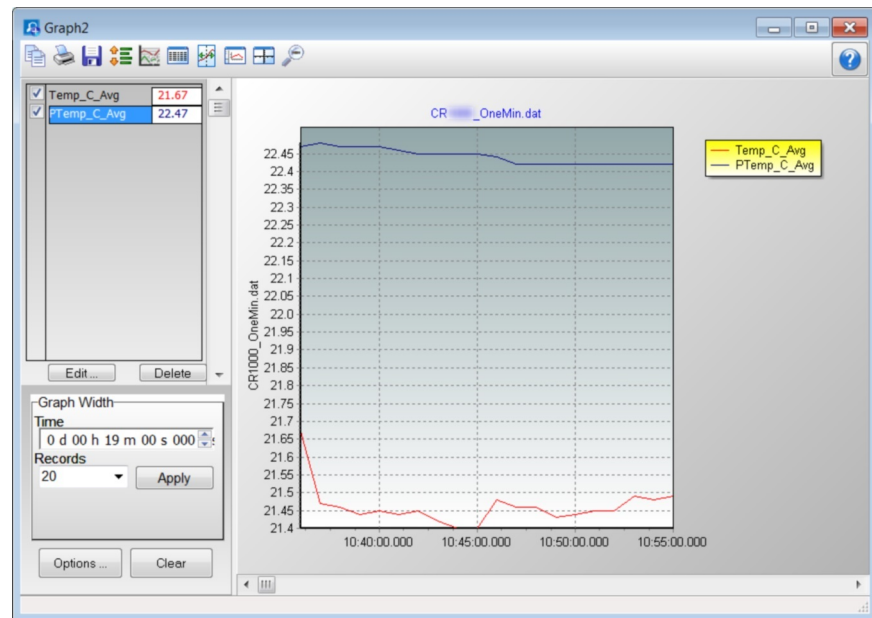 Graph2
Temp_C_Avg 21.67
PTemp_C_Avg 22.47
Edit ...
Delete
Graph Width
Time
0 d 00 h 19 m 00 s 000
Records
20
Apply
Options ...
Clear
CR _OneMin.dat
CR1000_OneMin.dat
22.45
22.4
22.35
22.3
22.25
22.2
22.15
22.1
22.05
22.0
21.95
21.9
21.85
21.8
21.75
21.7
21.65
21.6
21.55
21.5
21.45
21.4
10:40:00.000 10:45:00.000 10:50:00.000 10:55:00.000
Temp_C_Avg
PTemp_C_Avg